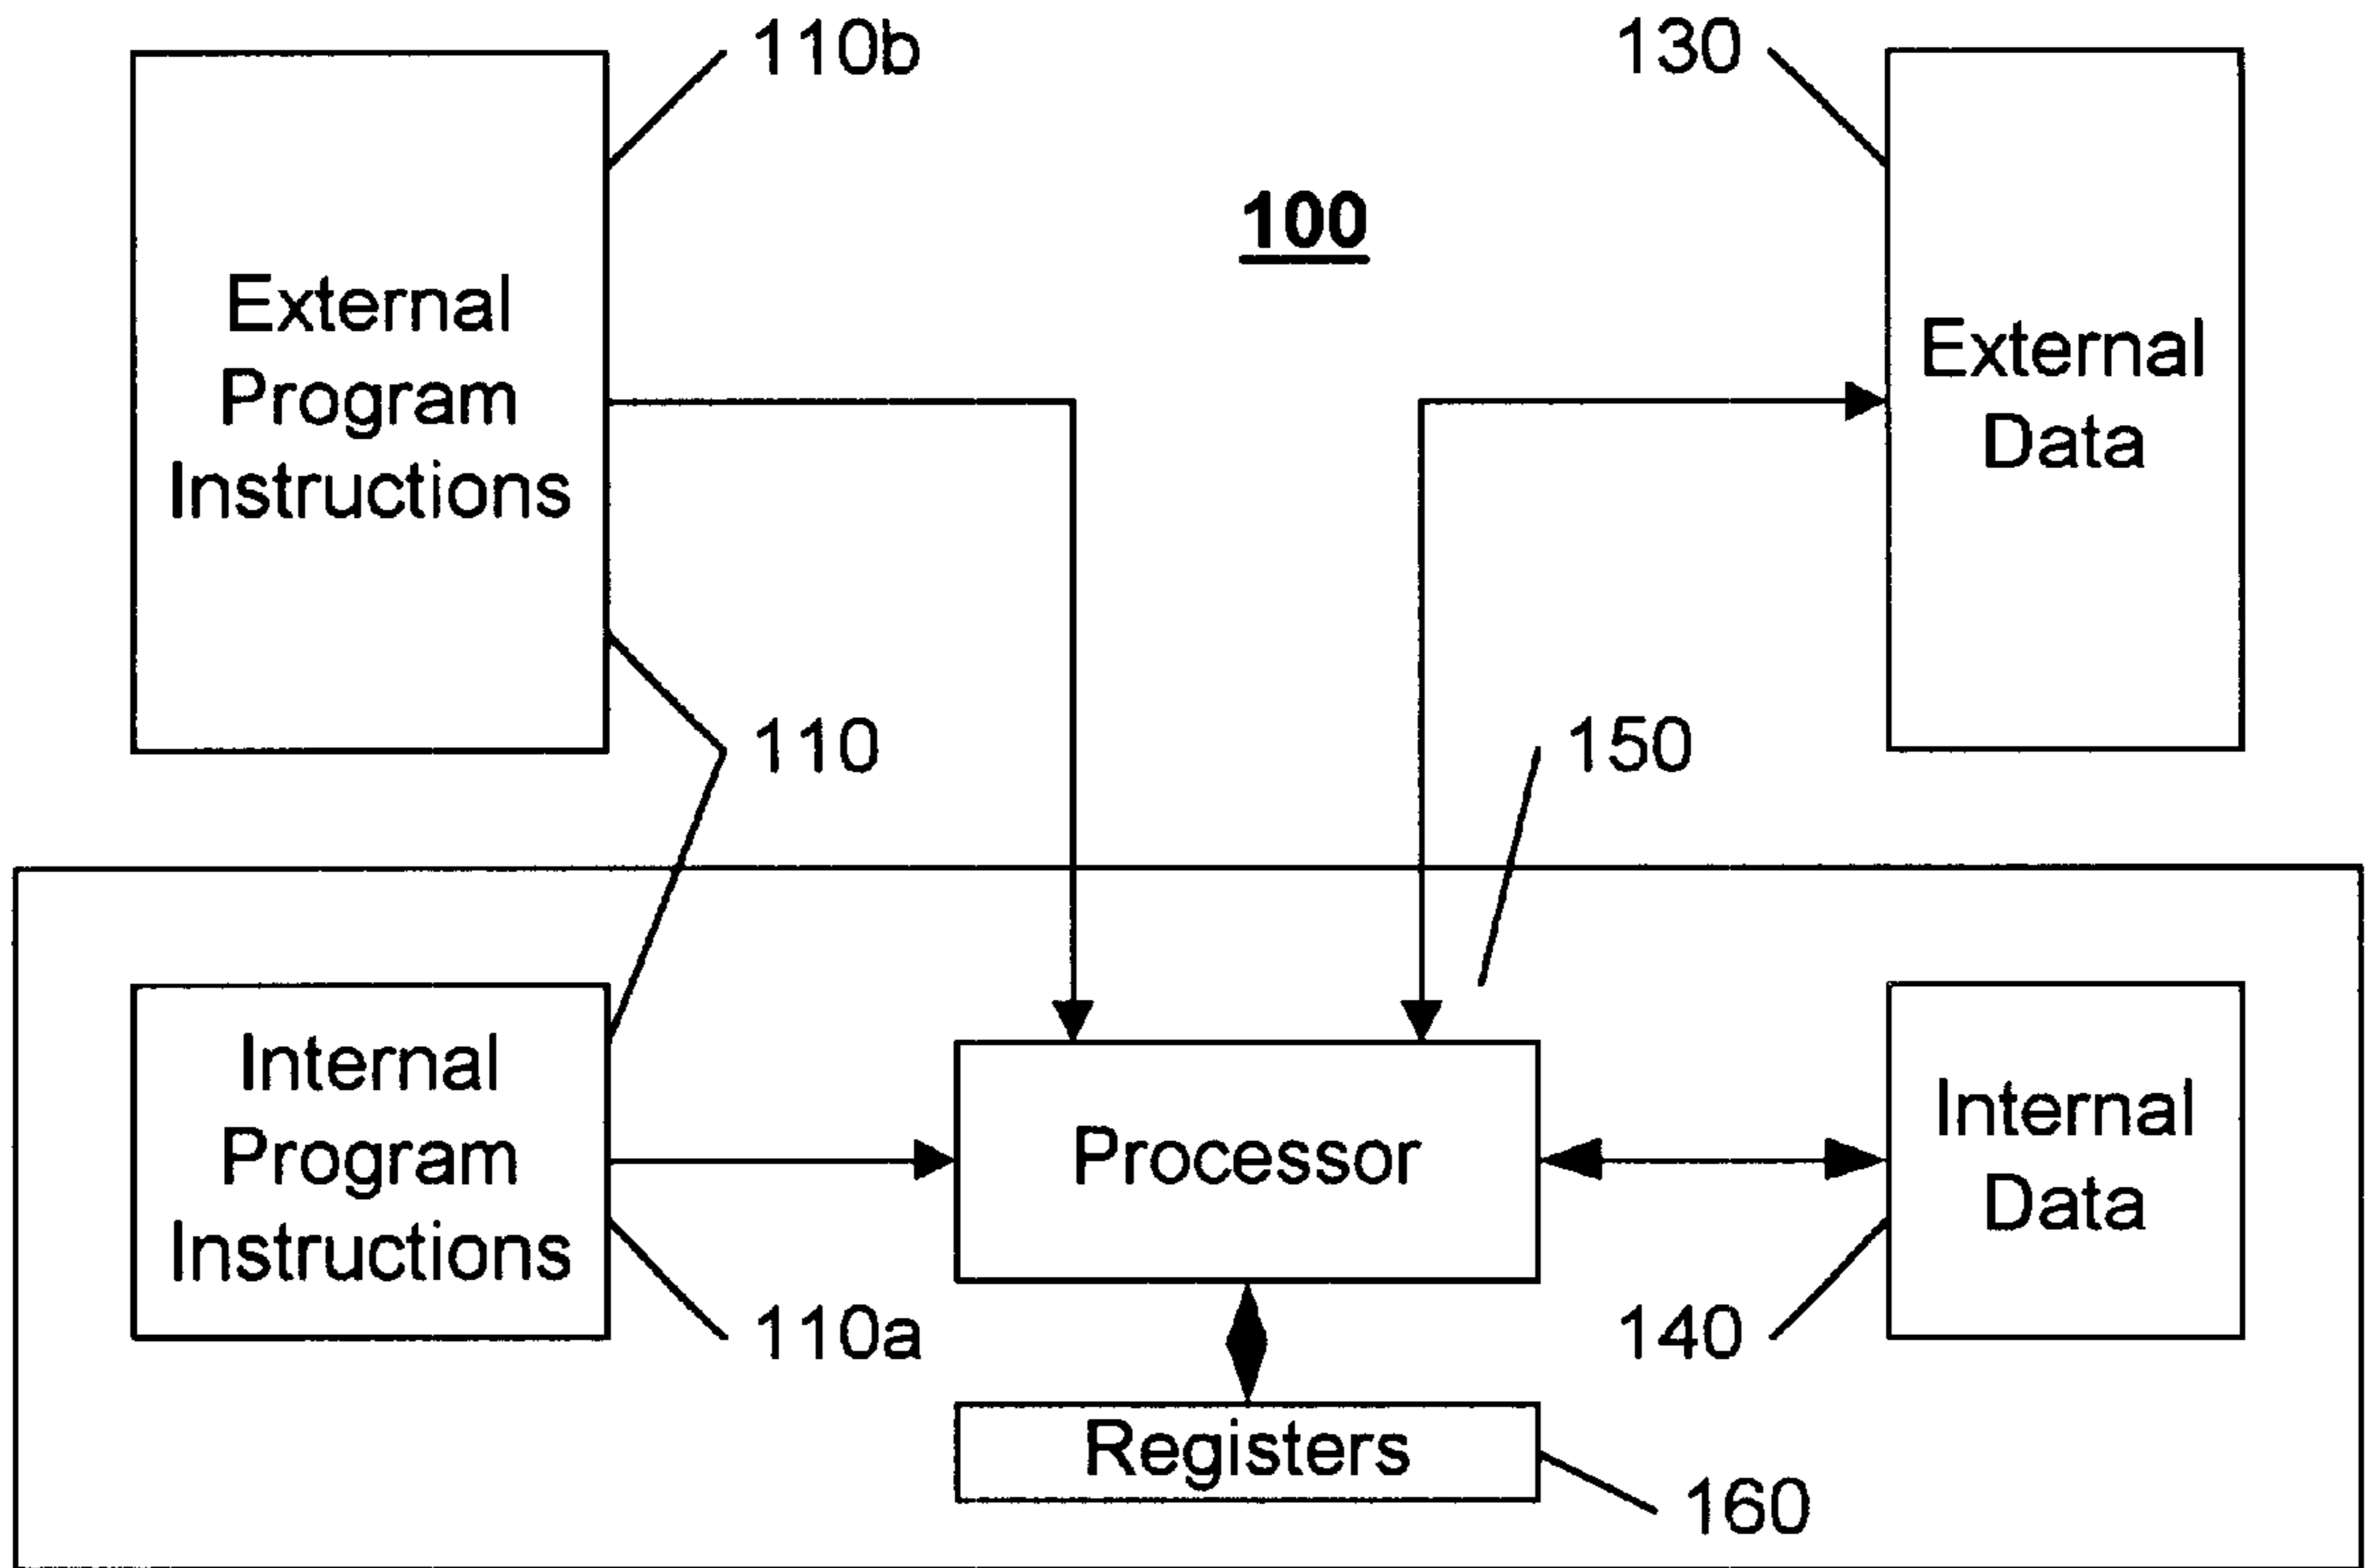 110b
130
100
External
Program
Instructions
External
Data
110
150
Internal
Program
Instructions
Processor
Internal
Data
110a
140
Registers
160